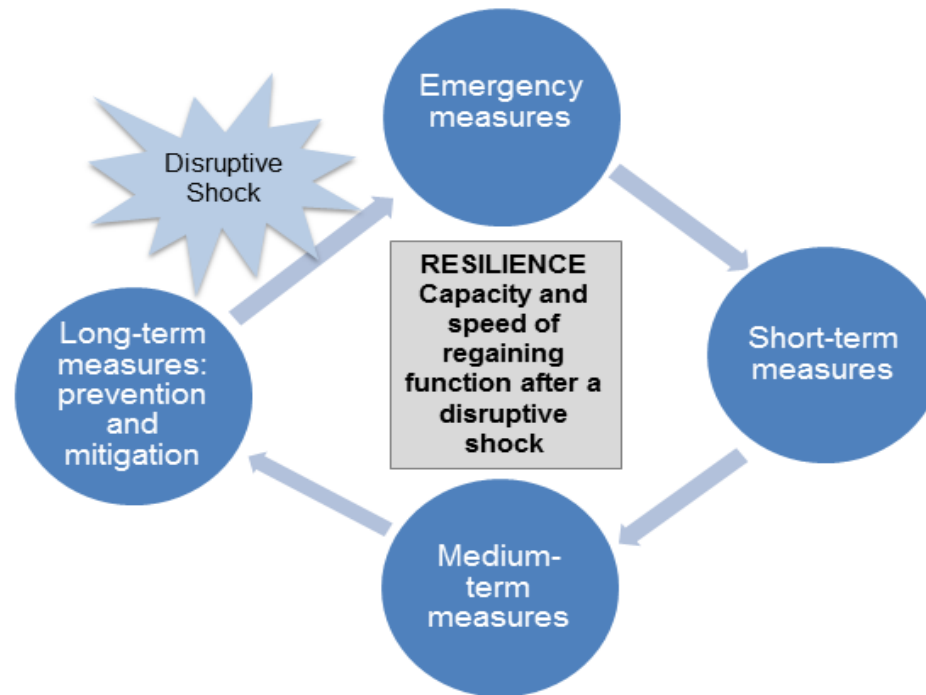 Emergency
measures
Disruptive
Shock
RESILIENCE
Capacity and
speed of
regaining
function after a
disruptive
shock
Short-term
measures
Long-term
measures:
prevention
and
mitigation
Medium-
term
measures